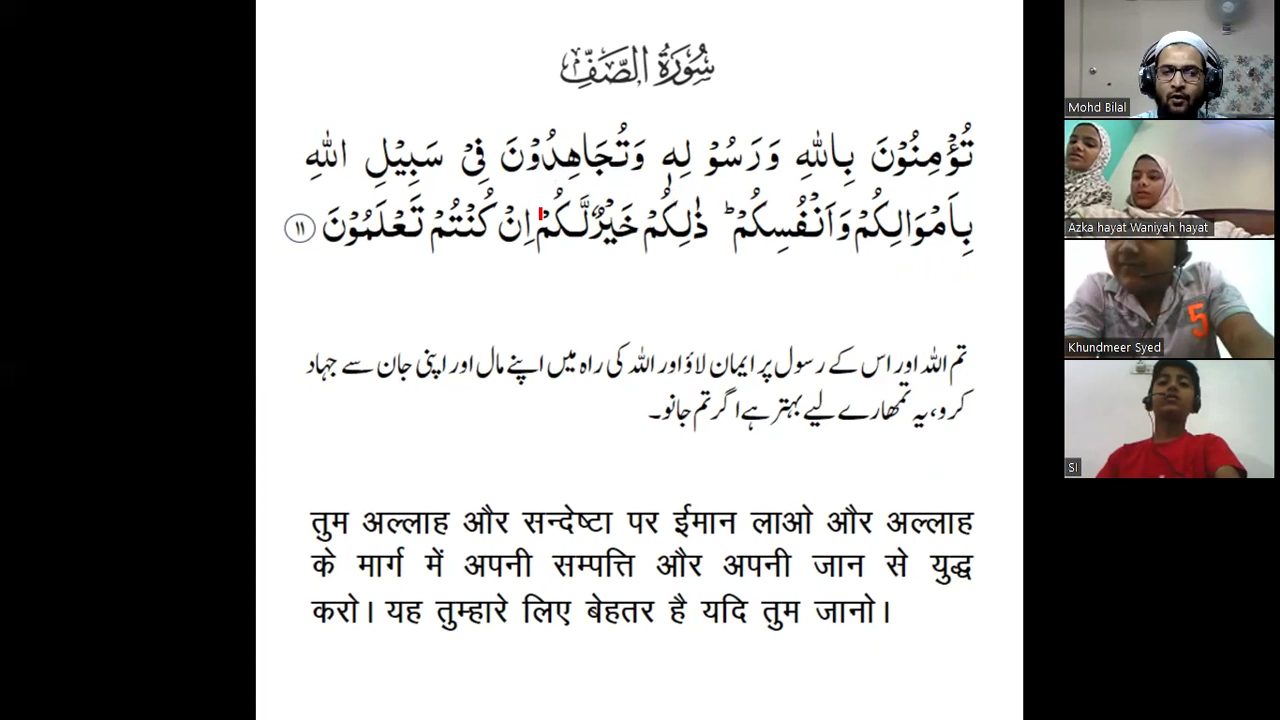 سُوۡرَةُ الصَّفِّ
تُؤۡمِنُوۡنَ بِاللّٰهِ وَ رَسُوۡ لِهٖ وَتُجَاهِدُوۡنَ فِىۡ سَبِيۡلِ اللّٰهِ
بِاَمۡوَالِكُمۡ وَاَنۡفُسِكُمۡ‌ؕ ذٰلِكُمۡ خَيۡرٌ لَّـكُمۡ اِنۡ كُنۡتُمۡ تَعۡلَمُوۡنَ ۱۱
تم اللہ اور اس کے رسول پر ایمان لاؤ اور اللہ کی راہ میں اپنے مال اور اپنی جان سے جہاد
کرو، یہ تمھارے لیے بہتر ہے اگر تم جانو۔
तुम अल्लाह और सन्देष्टा पर ईमान लाओ और अल्लाह
के मार्ग में अपनी सम्पत्ति और अपनी जान से युद्ध
करो। यह तुम्हारे लिए बेहतर है यदि तुम जानो।
Mohd Bilal
Azka hayat Waniyah hayat
Khundmeer Syed
5
SI